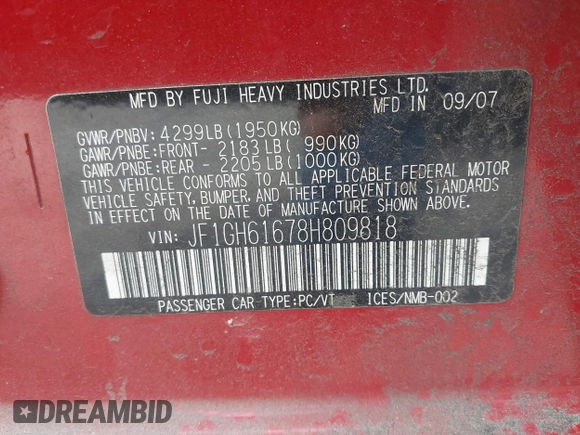 MFD BY FUJI HEAVY INDUSTRIES LTD.
MFD IN 09/07
GVWR/PNBV: 4299LB(1950KG)
GAWR/PNBE:FRONT- 2183LB( 990KG)
GAWR/PNBE:REAR - 2205LB(1000KG)
THIS VEHICLE CONFORMS TO ALL APPLICABLE FEDERAL MOTOR
VEHICLE SAFETY, BUMPER, AND THEFT PREVENTION STANDARDS
IN EFFECT ON THE DATE OF MANUFACTURE SHOWN ABOVE.
VIN: JF1GH61678H809818
PASSENGER CAR TYPE:PC/VT ICES/NMB-002
DREAMBID